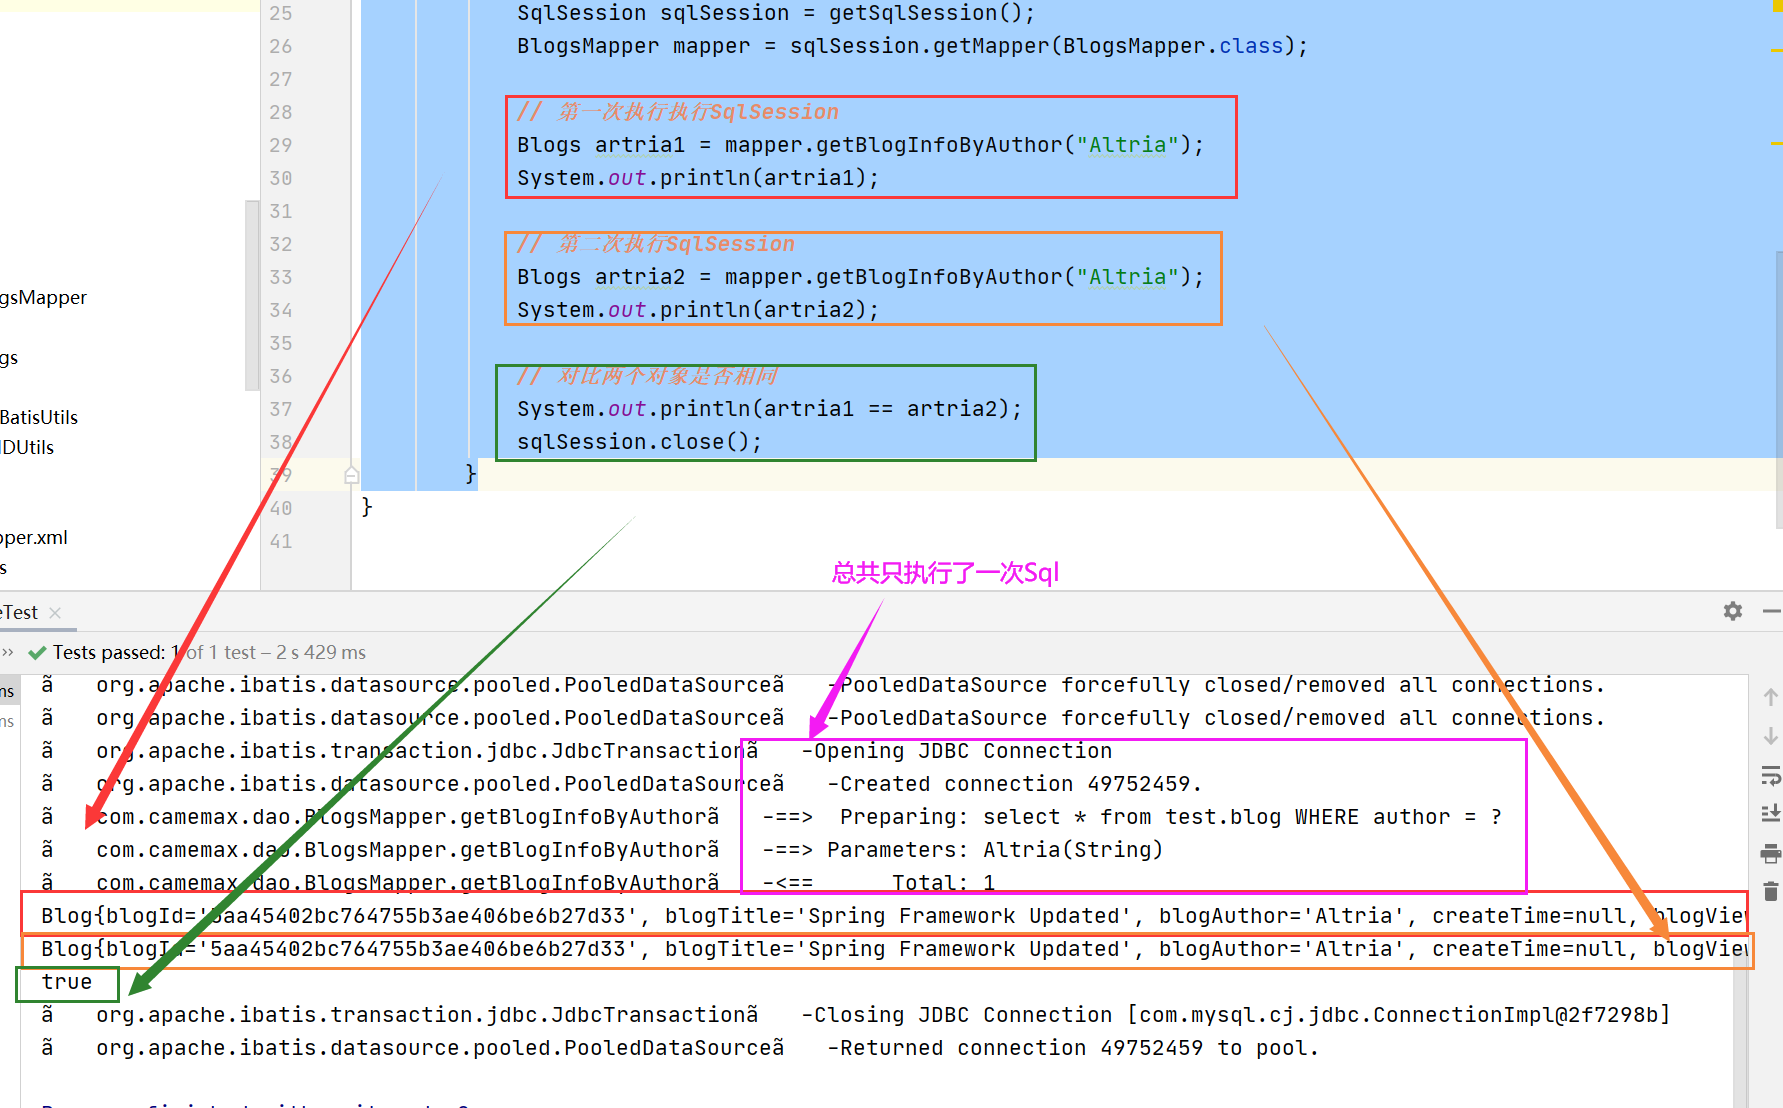 25 SqlSession sqlSession = getSqlSession();
26 BlogsMapper mapper = sqlSession.getMapper(BlogsMapper.class);
27
28 // 第一次执行执行SqlSession
29 Blogs artria1 = mapper.getBlogInfoByAuthor("Altria");
30 System.out.println(artria1);
31
32 // 第二次执行SqlSession
33 Blogs artria2 = mapper.getBlogInfoByAuthor("Altria");
34 System.out.println(artria2);
35
36 // 对比两个对象是否相同
37 System.out.println(artria1 == artria2);
38 sqlSession.close();
39 }
40 }
41
gsMapper
gs
BatisUtils
IDUtils
pper.xml
s
总共只执行了一次Sql
eTest
Tests passed: 1 of 1 test – 2 s 429 ms
ms
ms
ã org.apache.ibatis.datasource.pooled.PooledDataSourceã -PooledDataSource forcefully closed/removed all connections.
ã org.apache.ibatis.datasource.pooled.PooledDataSourceã -PooledDataSource forcefully closed/removed all connections.
ã org.apache.ibatis.transaction.jdbc.JdbcTransactionã -Opening JDBC Connection
ã org.apache.ibatis.datasource.pooled.PooledDataSourceã -Created connection 49752459.
ã com.camemax.dao.BlogsMapper.getBlogInfoByAuthorã -==> Preparing: select * from test.blog WHERE author = ?
ã com.camemax.dao.BlogsMapper.getBlogInfoByAuthorã -==> Parameters: Altria(String)
ã com.camemax.dao.BlogsMapper.getBlogInfoByAuthorã -<== Total: 1
Blog{blogId='5aa45402bc764755b3ae406be6b27d33', blogTitle='Spring Framework Updated', blogAuthor='Altria', createTime=null, blogView
Blog{blogId='5aa45402bc764755b3ae406be6b27d33', blogTitle='Spring Framework Updated', blogAuthor='Altria', createTime=null, blogView
true
ã org.apache.ibatis.transaction.jdbc.JdbcTransactionã -Closing JDBC Connection [com.mysql.cj.jdbc.ConnectionImpl@2f7298b]
ã org.apache.ibatis.datasource.pooled.PooledDataSourceã -Returned connection 49752459 to pool.